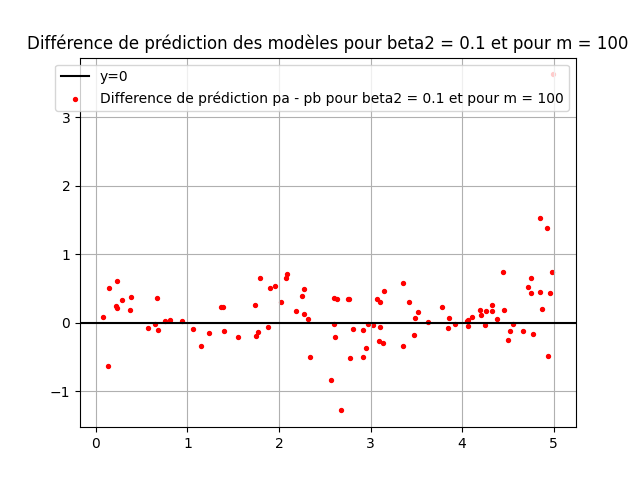 Différence de prédiction des modèles pour beta2 = 0.1 et pour m = 100
y=0
Difference de prédiction pa - pb pour beta2 = 0.1 et pour m = 100
3
2
1
0
−1
0 1 2 3 4 5